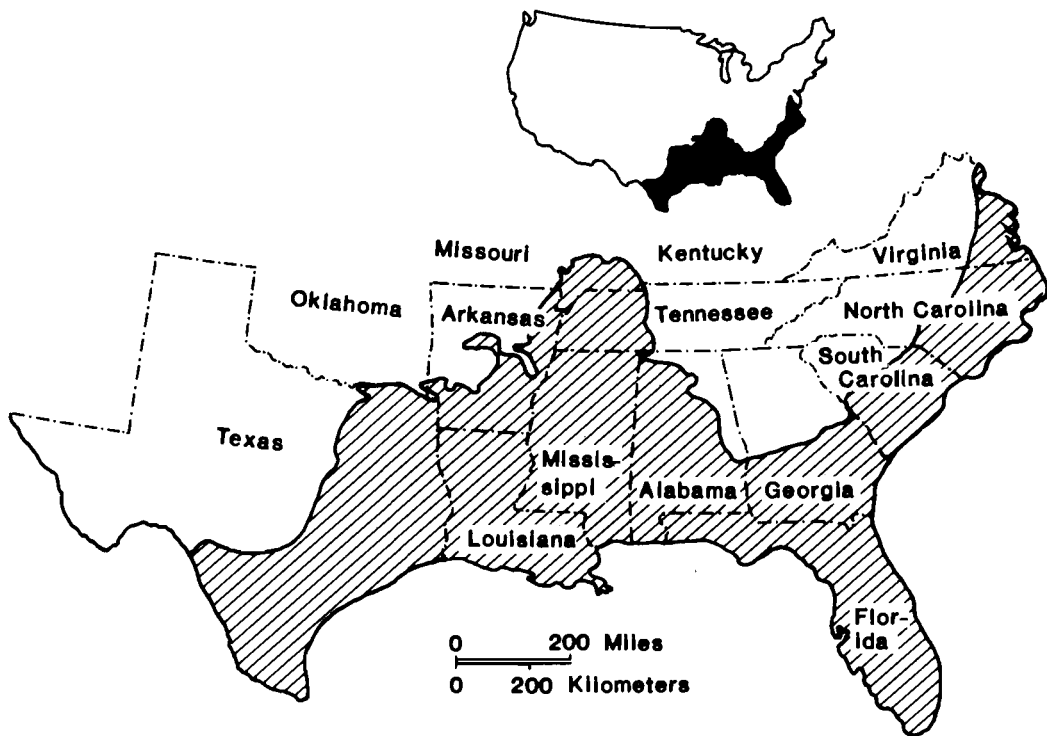 Missouri
Kentucky
Virginia
Oklahoma
Arkansas
Tennessee
North Carolina
South
Carolina
Texas
Missis-
sippi
Alabama
Georgia
Louisiana
Flor-
ida
0 200 Miles
0 200 Kilometers